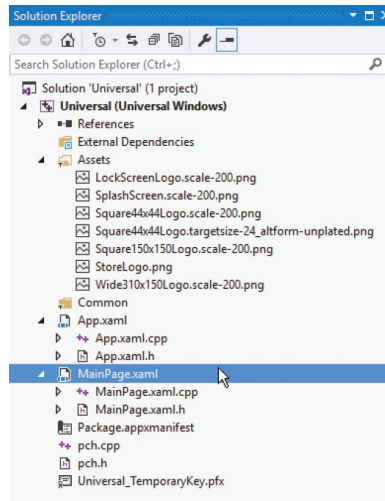 Solution Explorer
Search Solution Explorer (Ctrl+;)
Solution 'Universal' (1 project)
Universal (Universal Windows)
References
External Dependencies
Assets
LockScreenLogo.scale-200.png
SplashScreen.scale-200.png
Square44x44Logo.scale-200.png
Square44x44Logo.targetsize-24_altform-unplated.png
Square150x150Logo.scale-200.png
StoreLogo.png
Wide310x150Logo.scale-200.png
Common
App.xaml
++ App.xaml.cpp
h App.xaml.h
MainPage.xaml
++ MainPage.xaml.cpp
h MainPage.xaml.h
Package.appxmanifest
++ pch.cpp
h pch.h
Universal_TemporaryKey.pfx